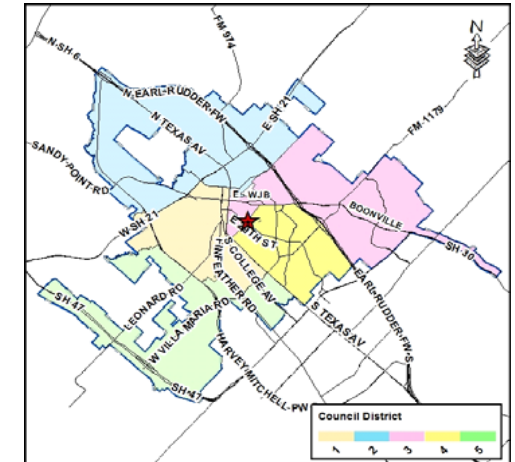 FM 974
N
N-SH-6
N-EARL-RUDDER-FW
E SH 21
N TEXAS AV
FM-1179
SANDY-POINT-RD
E WJB
BOONVILLE
W-SH 21
SH-30
S COLLEGE AV
FINFEATHER RD
EARL-RUDDER-FW-S
LEONARD RD
SH 47
S TEXAS AV
W VILLA MARIA RD
HARVEY MITCHELL-PW
SH-47
Council District
1 2 3 4 5